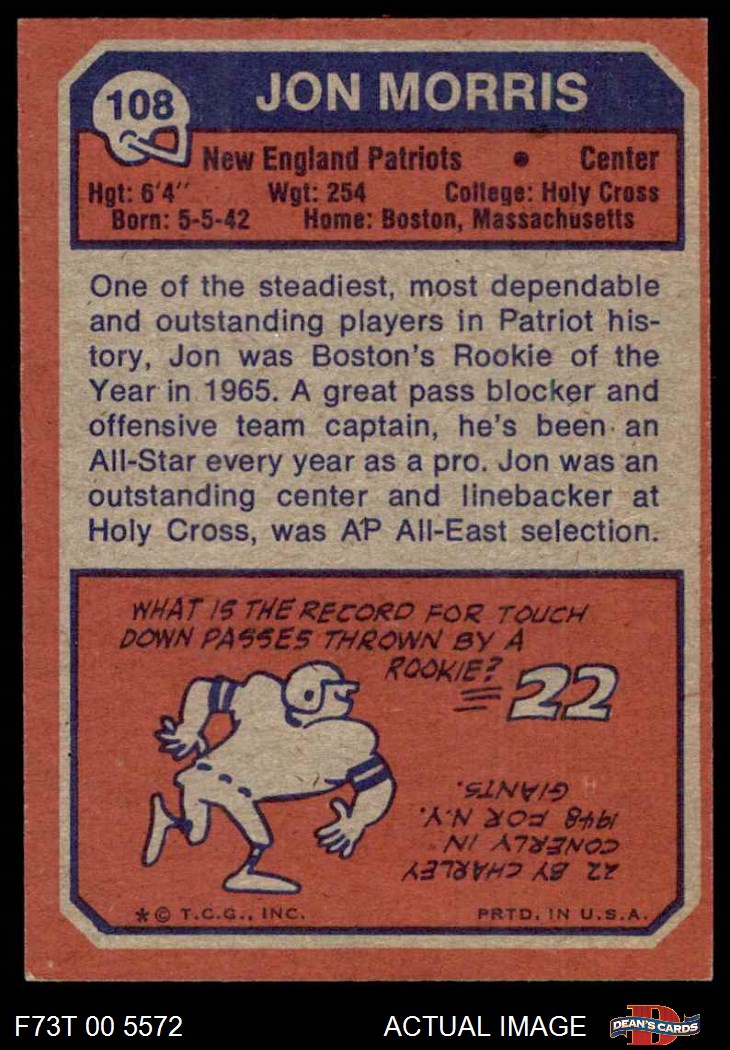 108
JON MORRIS
New England Patriots • Center
Hgt: 6'4" Wgt: 254 College: Holy Cross
Born: 5-5-42 Home: Boston, Massachusetts
One of the steadiest, most dependable
and outstanding players in Patriot his-
tory, Jon was Boston's Rookie of the
Year in 1965. A great pass blocker and
offensive team captain, he's been an
All-Star every year as a pro. Jon was an
outstanding center and linebacker at
Holy Cross, was AP All-East selection.
WHAT IS THE RECORD FOR TOUCH
DOWN PASSES THROWN BY A
ROOKIE?
22
22 BY CHARLEY
CONERLY IN
1948 FOR N.Y.
GIANTS.
*© T.C.G., INC. PRTD. IN U.S.A.
F73T 00 5572 ACTUAL IMAGE
D
DEAN'S CARDS